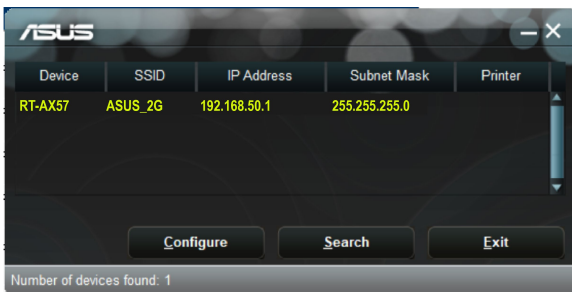 ASUS
Device SSID IP Address Subnet Mask Printer
RT-AX57 ASUS_2G 192.168.50.1 255.255.255.0
Configure Search Exit
Number of devices found: 1